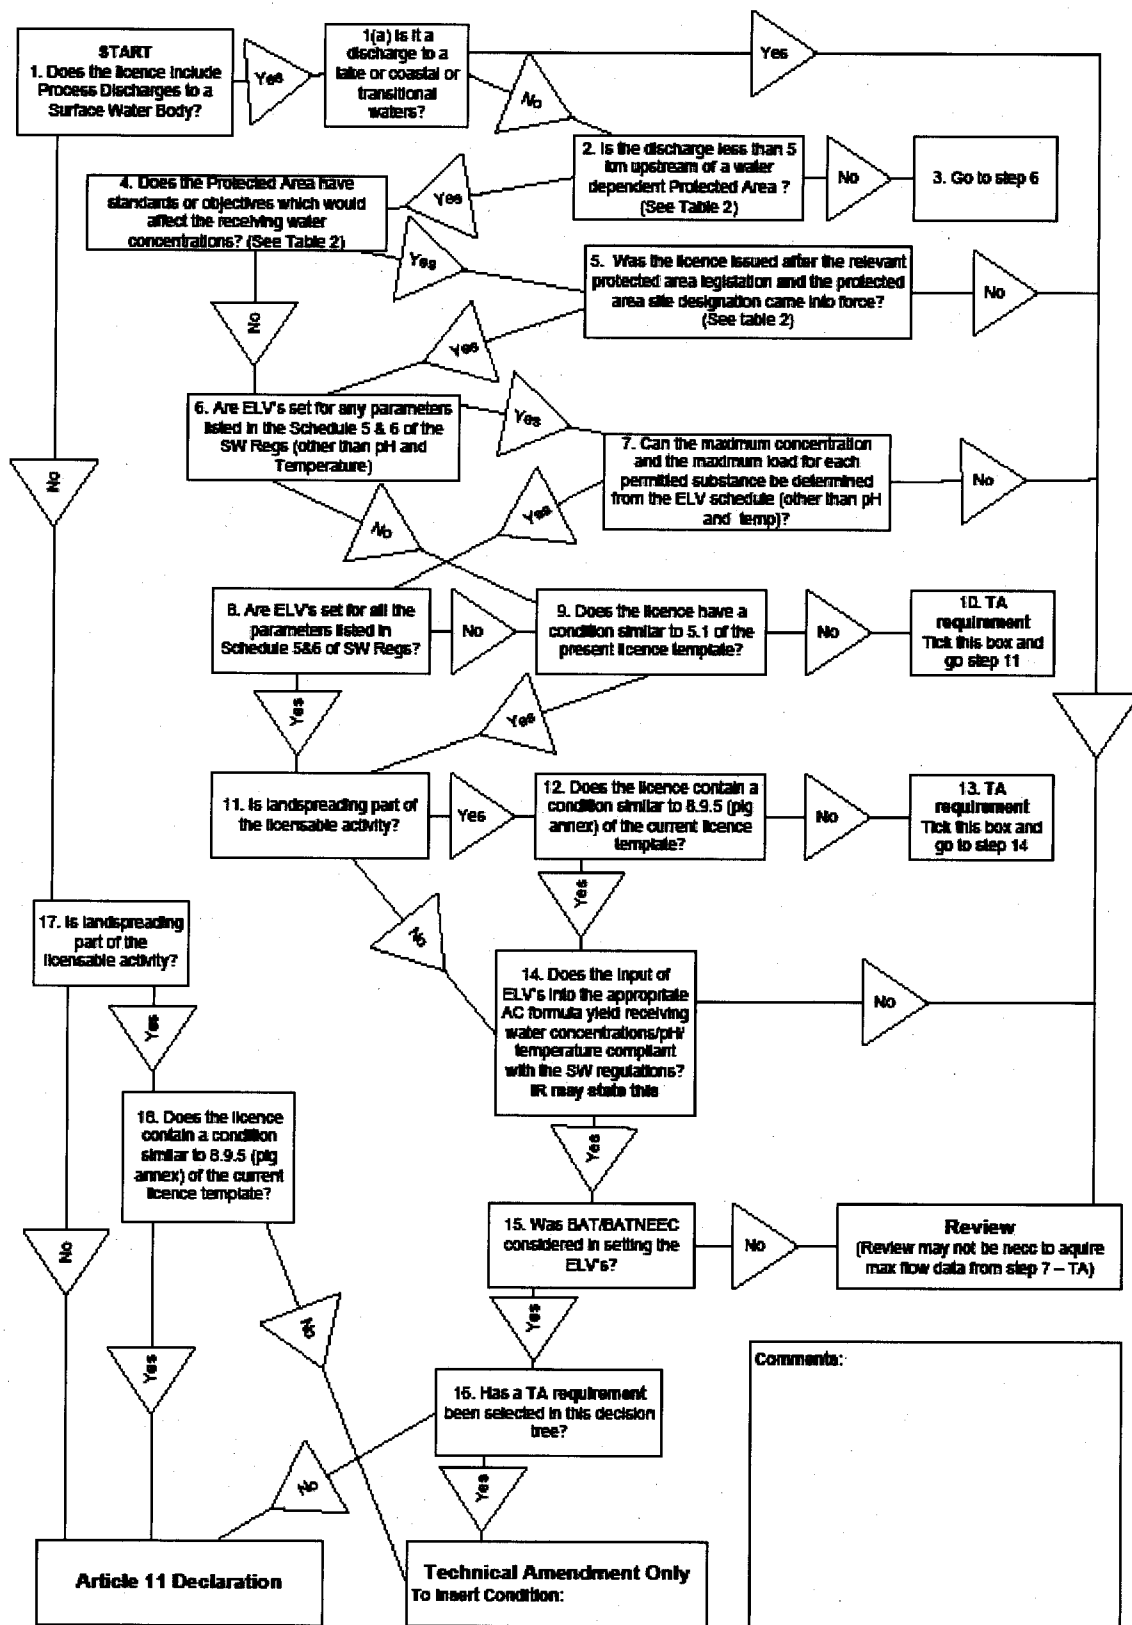 START
1. Does the licence include
Process Discharges to a
Surface Water Body?
Yes
1(a) Is it a
discharge to a
lake or coastal or
transitional
waters?
Yes
No
2. Is the discharge less than 5
km upstream of a water
dependent Protected Area ?
(See Table 2)
No
3. Go to step 6
Yes
4. Does the Protected Area have
standards or objectives which would
affect the receiving water
concentrations? (See Table 2)
Yes
5. Was the licence issued after the relevant
protected area legislation and the protected
area site designation came into force?
(See table 2)
No
No
Yes
6. Are ELV's set for any parameters
listed in the Schedule 5 & 6 of the
SW Regs (other than pH and
Temperature)
Yes
7. Can the maximum concentration
and the maximum load for each
permitted substance be determined
from the ELV schedule (other than pH
and temp)?
No
No
Yes
No
8. Are ELV's set for all the
parameters listed in
Schedule 5&6 of SW Regs?
No
9. Does the licence have a
condition similar to 5.1 of the
present licence template?
No
10. TA
requirement
Tick this box and
go step 11
Yes
Yes
11. Is landspreading part of
the licensable activity?
Yes
12. Does the licence contain a
condition similar to 8.9.5 (pig
annex) of the current licence
template?
No
13. TA
requirement
Tick this box and
go to step 14
Yes
No
17. Is landspreading
part of the
licensable activity?
14. Does the input of
ELV's into the appropriate
AC formula yield receiving
water concentrations/pH/
temperature compliant
with the SW regulations?
IR may state this
No
Yes
18. Does the licence
contain a condition
similar to 8.9.5 (pig
annex) of the current
licence template?
Yes
15. Was BAT/BATNEEC
considered in setting the
ELV's?
No
Review
(Review may not be necc to aquire
max flow data from step 7 – TA)
No
No
Yes
Yes
Comments:
16. Has a TA requirement
been selected in this decision
tree?
No
Yes
Article 11 Declaration
Technical Amendment Only
To Insert Condition: